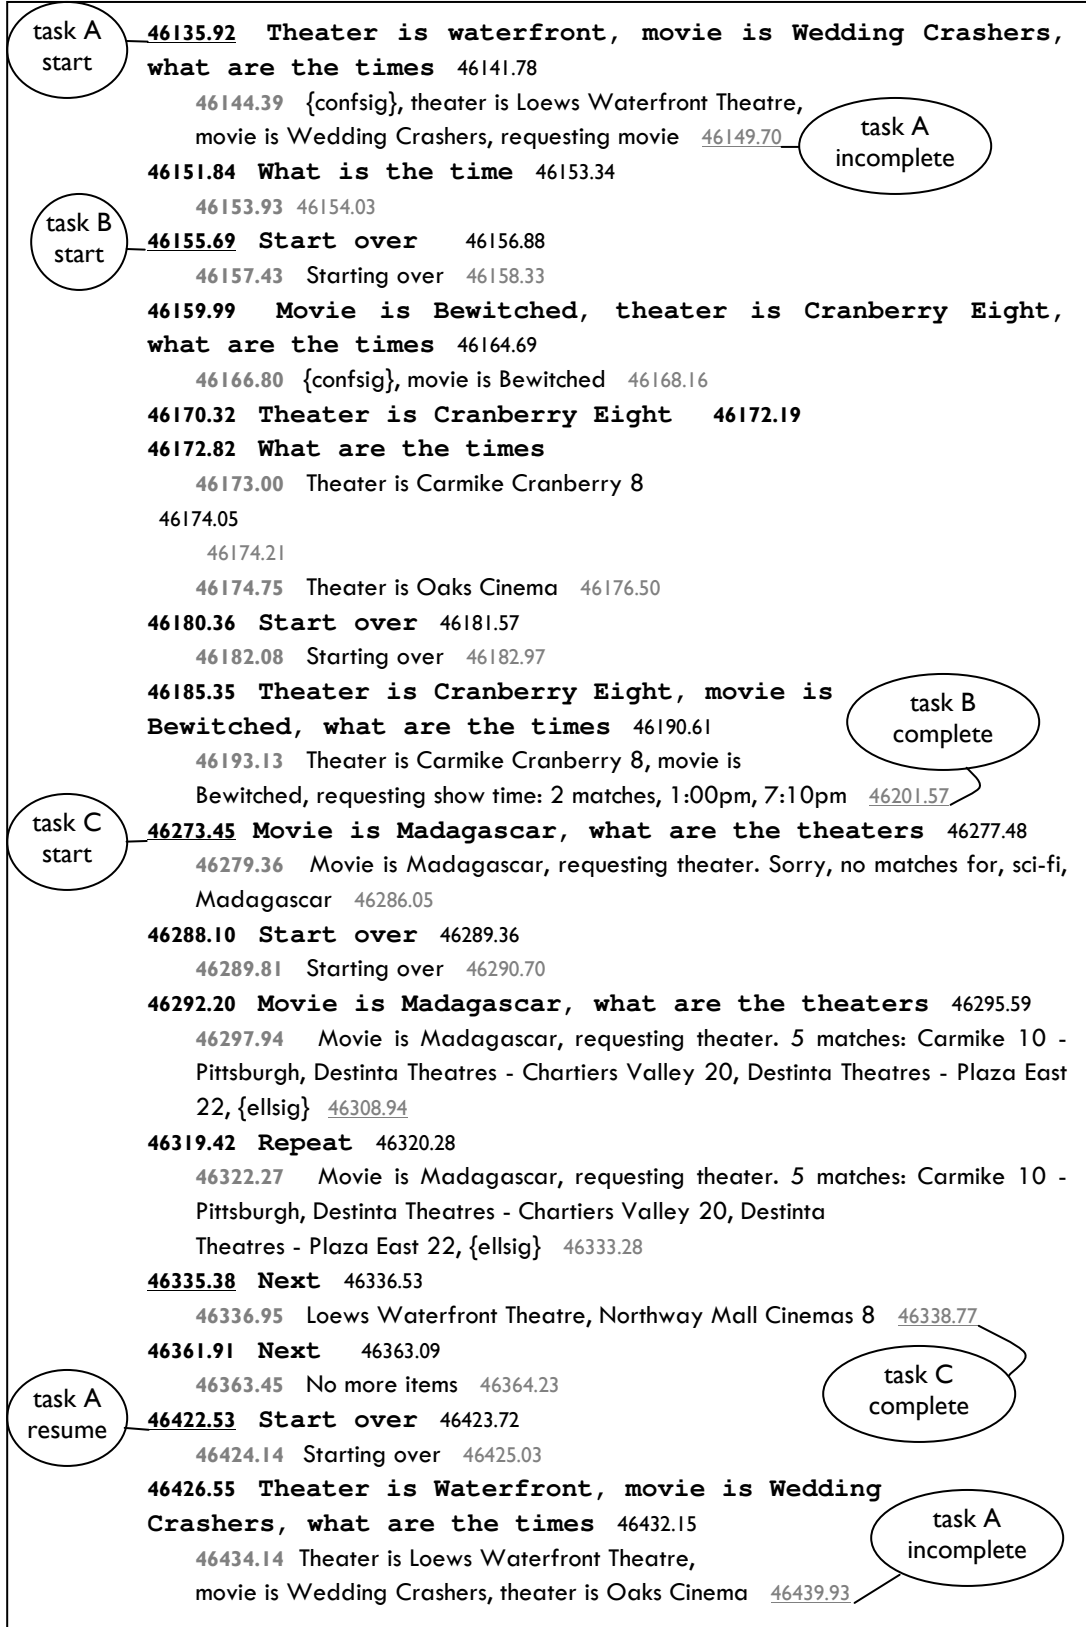 task A
start
46135.92 Theater is waterfront, movie is Wedding Crashers,
what are the times 46141.78
46144.39 {confsig}, theater is Loews Waterfront Theatre,
movie is Wedding Crashers, requesting movie 46149.70
task A
incomplete
46151.84 What is the time 46153.34
46153.93 46154.03
task B
start
46155.69 Start over 46156.88
46157.43 Starting over 46158.33
46159.99 Movie is Bewitched, theater is Cranberry Eight,
what are the times 46164.69
46166.80 {confsig}, movie is Bewitched 46168.16
46170.32 Theater is Cranberry Eight 46172.19
46172.82 What are the times
46173.00 Theater is Carmike Cranberry 8
46174.05
46174.21
46174.75 Theater is Oaks Cinema 46176.50
46180.36 Start over 46181.57
46182.08 Starting over 46182.97
46185.35 Theater is Cranberry Eight, movie is
Bewitched, what are the times 46190.61
task B
complete
46193.13 Theater is Carmike Cranberry 8, movie is
Bewitched, requesting show time: 2 matches, 1:00pm, 7:10pm 46201.57
task C
start
46273.45 Movie is Madagascar, what are the theaters 46277.48
46279.36 Movie is Madagascar, requesting theater. Sorry, no matches for, sci-fi,
Madagascar 46286.05
46288.10 Start over 46289.36
46289.81 Starting over 46290.70
46292.20 Movie is Madagascar, what are the theaters 46295.59
46297.94 Movie is Madagascar, requesting theater. 5 matches: Carmike 10 -
Pittsburgh, Destinta Theatres - Chartiers Valley 20, Destinta Theatres - Plaza East
22, {ellsig} 46308.94
46319.42 Repeat 46320.28
46322.27 Movie is Madagascar, requesting theater. 5 matches: Carmike 10 -
Pittsburgh, Destinta Theatres - Chartiers Valley 20, Destinta
Theatres - Plaza East 22, {ellsig} 46333.28
46335.38 Next 46336.53
46336.95 Loews Waterfront Theatre, Northway Mall Cinemas 8 46338.77
46361.91 Next 46363.09
task C
complete
46363.45 No more items 46364.23
task A
resume
46422.53 Start over 46423.72
46424.14 Starting over 46425.03
46426.55 Theater is Waterfront, movie is Wedding
Crashers, what are the times 46432.15
task A
incomplete
46434.14 Theater is Loews Waterfront Theatre,
movie is Wedding Crashers, theater is Oaks Cinema 46439.93